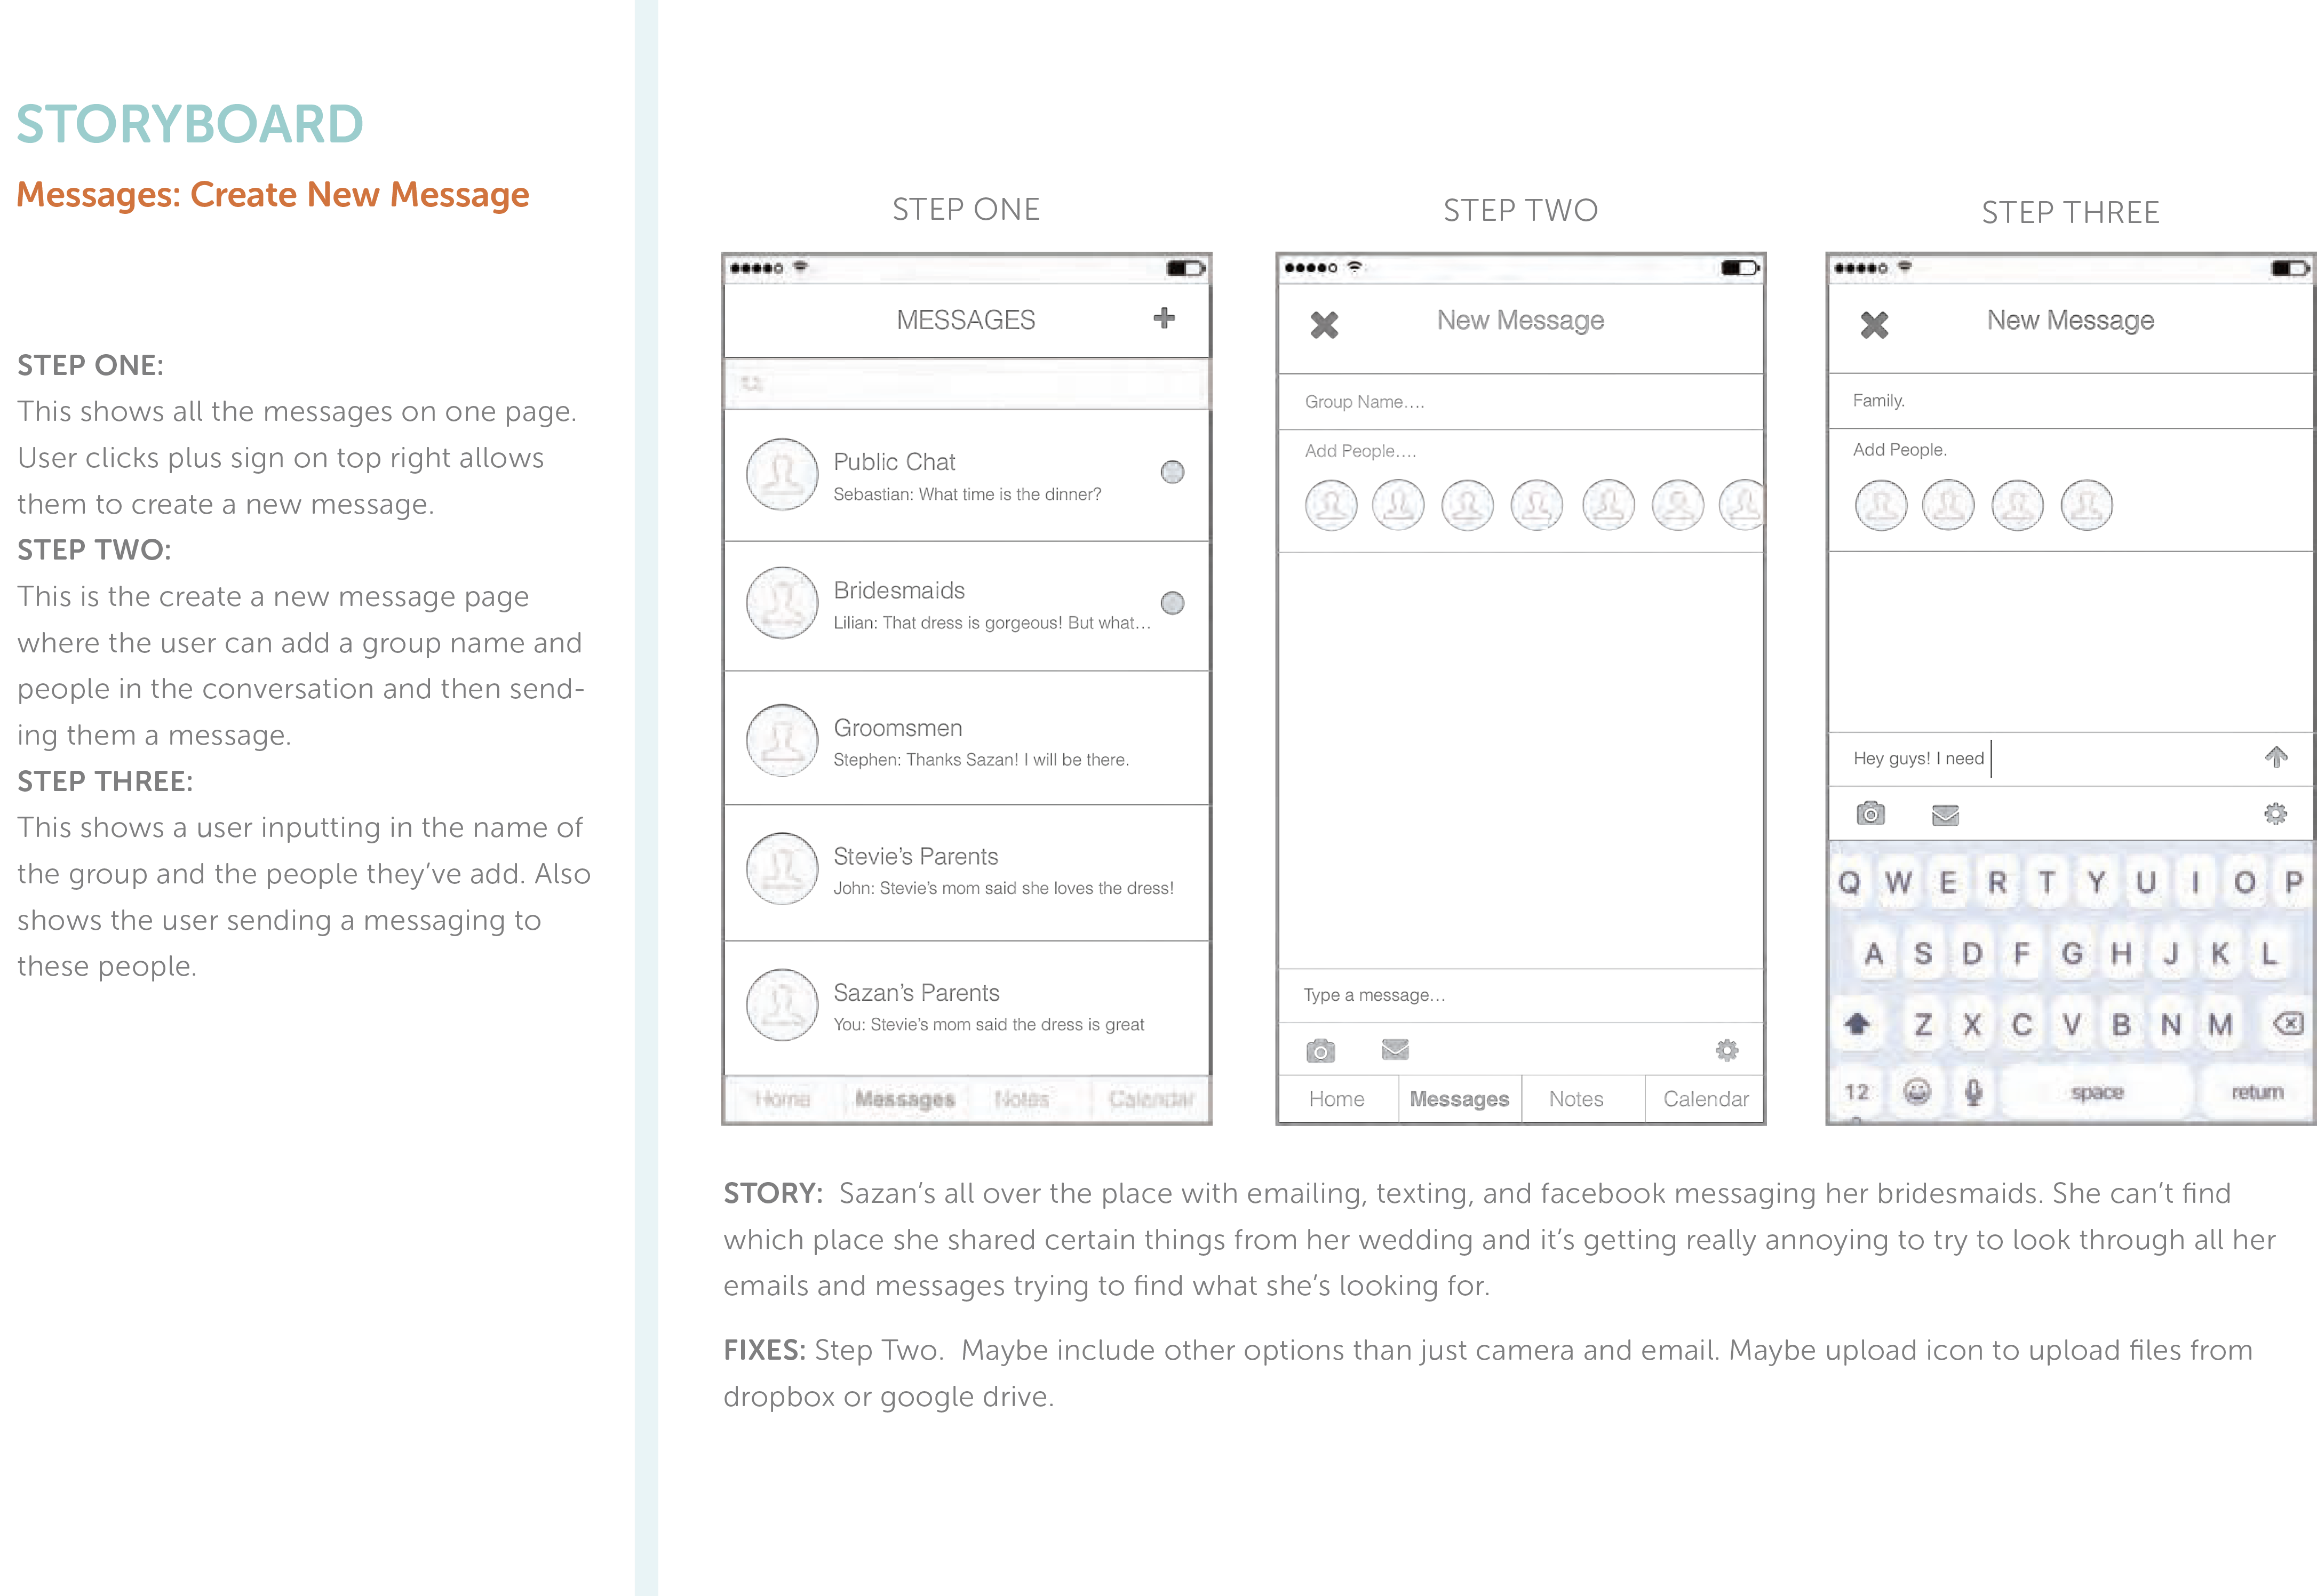 STORYBOARD
Messages: Create New Message
STEP ONE:
This shows all the messages on one page.
User clicks plus sign on top right allows
them to create a new message.
STEP TWO:
This is the create a new message page
where the user can add a group name and
people in the conversation and then send-
ing them a message.
STEP THREE:
This shows a user inputting in the name of
the group and the people they've add. Also
shows the user sending a messaging to
these people.
STEP ONE
MESSAGES
Public Chat
Sebastian: What time is the dinner?
Bridesmaids
Lilian: That dress is gorgeous! But what...
Groomsmen
Stephen: Thanks Sazan! I will be there.
Stevie's Parents
John: Stevie's mom said she loves the dress!
Sazan's Parents
You: Stevie's mom said the dress is great
Home Messages Notes Calendar
STEP TWO
New Message
Group Name....
Add People....
Type a message...
Home Messages Notes Calendar
STEP THREE
New Message
Family.
Add People.
Hey guys! I need
Q W E R T Y U I O P
A S D F G H J K L
Z X C V B N M
12 space return
STORY: Sazan's all over the place with emailing, texting, and facebook messaging her bridesmaids. She can't find
which place she shared certain things from her wedding and it's getting really annoying to try to look through all her
emails and messages trying to find what she's looking for.
FIXES: Step Two. Maybe include other options than just camera and email. Maybe upload icon to upload files from
dropbox or google drive.